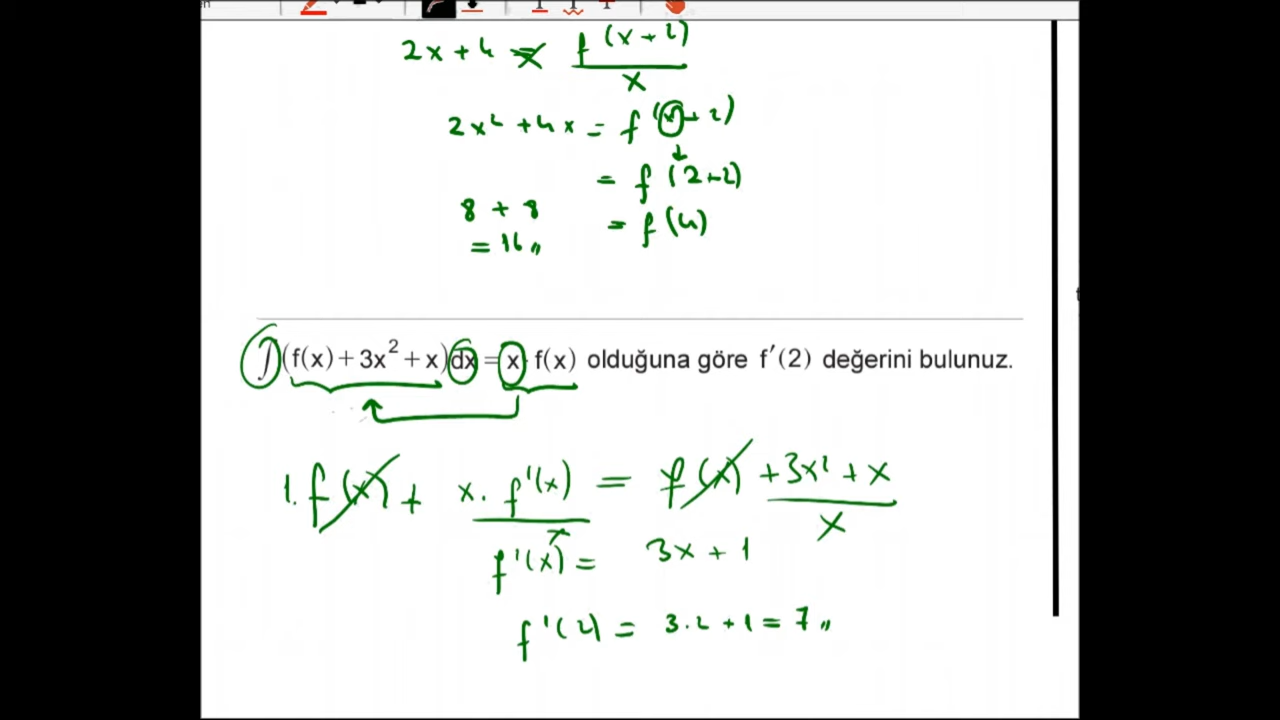 2x + 4 = f(x+2)
x
2x² + 4x = f(x+2)
= f(2+2)
8 + 8 = f(4)
= 16,,
∫(f(x) + 3x² + x)dx = x · f(x) olduğuna göre f′(2) değerini bulunuz.
1. f(x) + x. f'(x) = f(x) + 3x² + x
x x
f'(x) = 3x + 1
f'(2) = 3.2 + 1 = 7,,